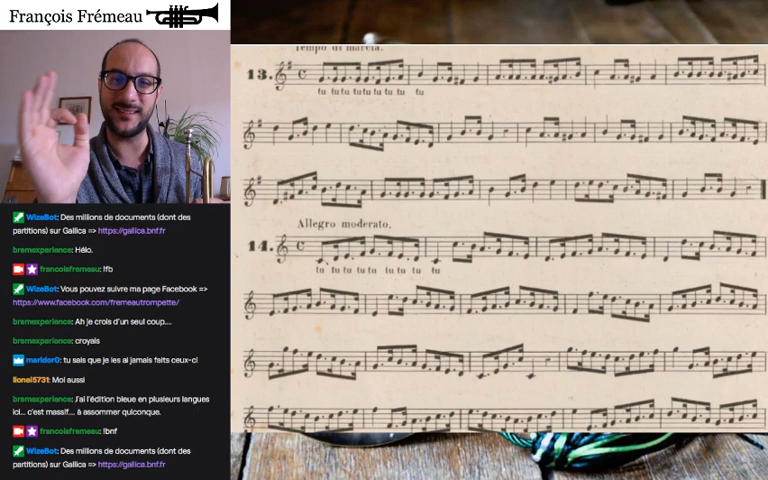 François Frémeau
WizeBot: Des millions de documents (dont des
partitions) sur Gallica => https://gallica.bnf.fr
bremexperience: Hélo.
francoisfremeau: !fb
WizeBot: Vous pouvez suivre ma page Facebook =>
https://www.facebook.com/fremeautrompette/
bremexperience: Ah je crois d'un seul coup....
bremexperience: croyais
maridor0: tu sais que je les ai jamais faits ceux-ci
lionel5731: Moi aussi
bremexperience: J'ai l'édition bleue en plusieurs langues
ici... c'est massif.... à assommer quiconque.
francoisfremeau: !bnf
WizeBot: Des millions de documents (dont des
partitions) sur Gallica => https://gallica.bnf.fr
Tempo di marcia.
13.
tu tu tu tu tu tu tu tu
Allegro moderato.
14.
tu tu tu tu tu tu tu tu